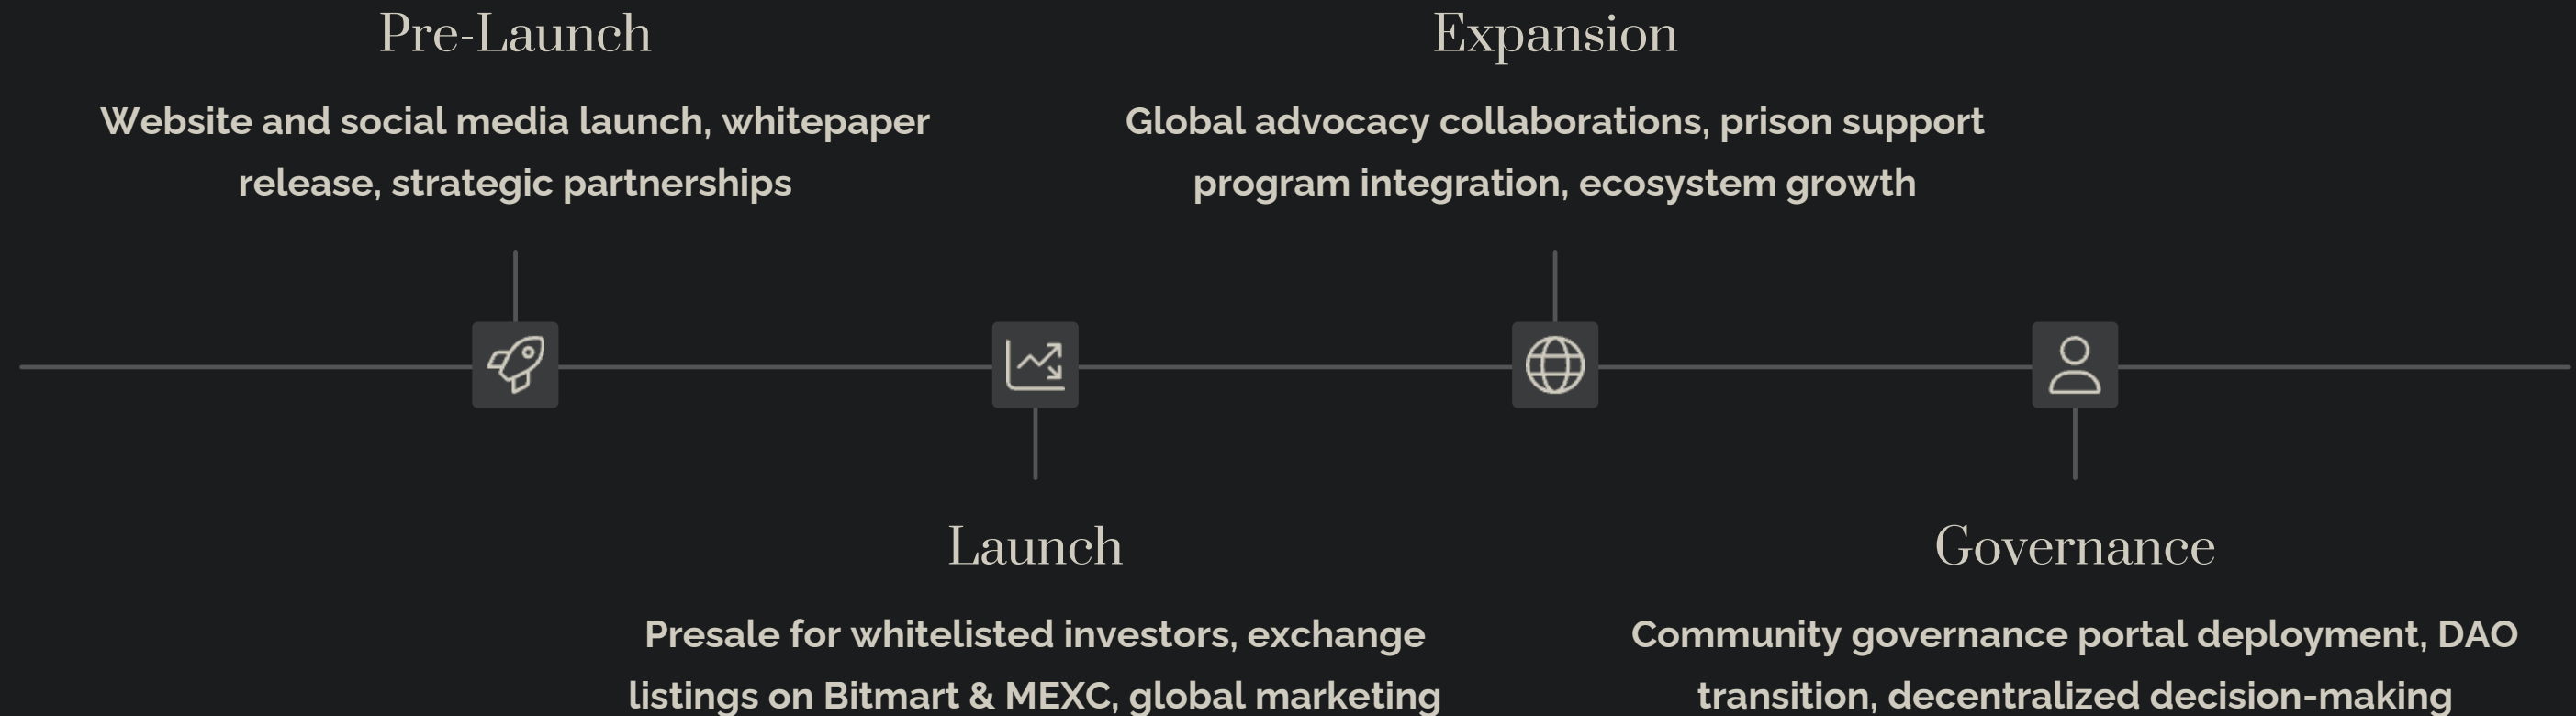 Pre-Launch
Website and social media launch, whitepaper
release, strategic partnerships
Launch
Presale for whitelisted investors, exchange
listings on Bitmart & MEXC, global marketing
Expansion
Global advocacy collaborations, prison support
program integration, ecosystem growth
Governance
Community governance portal deployment, DAO
transition, decentralized decision-making